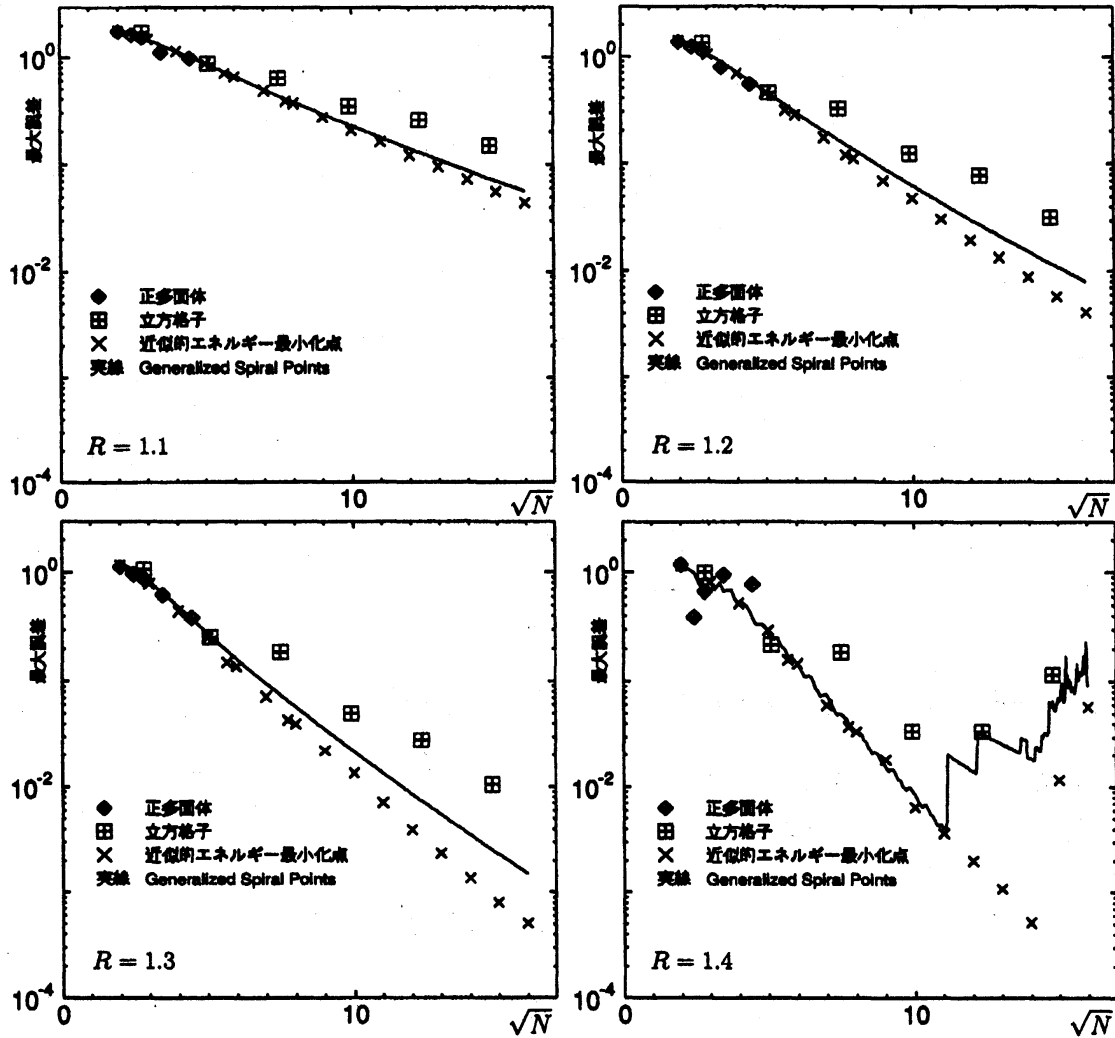 10⁰
最大誤差
10⁻²
正多面体
立方格子
近似的エネルギー最小化点
実線 Generalized Spiral Points
R = 1.1
10⁻⁴
0 10 √N
10⁰
最大誤差
10⁻²
正多面体
立方格子
近似的エネルギー最小化点
実線 Generalized Spiral Points
R = 1.2
10⁻⁴
0 10 √N
10⁰
最大誤差
10⁻²
正多面体
立方格子
近似的エネルギー最小化点
実線 Generalized Spiral Points
R = 1.3
10⁻⁴
0 10 √N
10⁰
最大誤差
10⁻²
正多面体
立方格子
近似的エネルギー最小化点
実線 Generalized Spiral Points
R = 1.4
10⁻⁴
0 10 √N